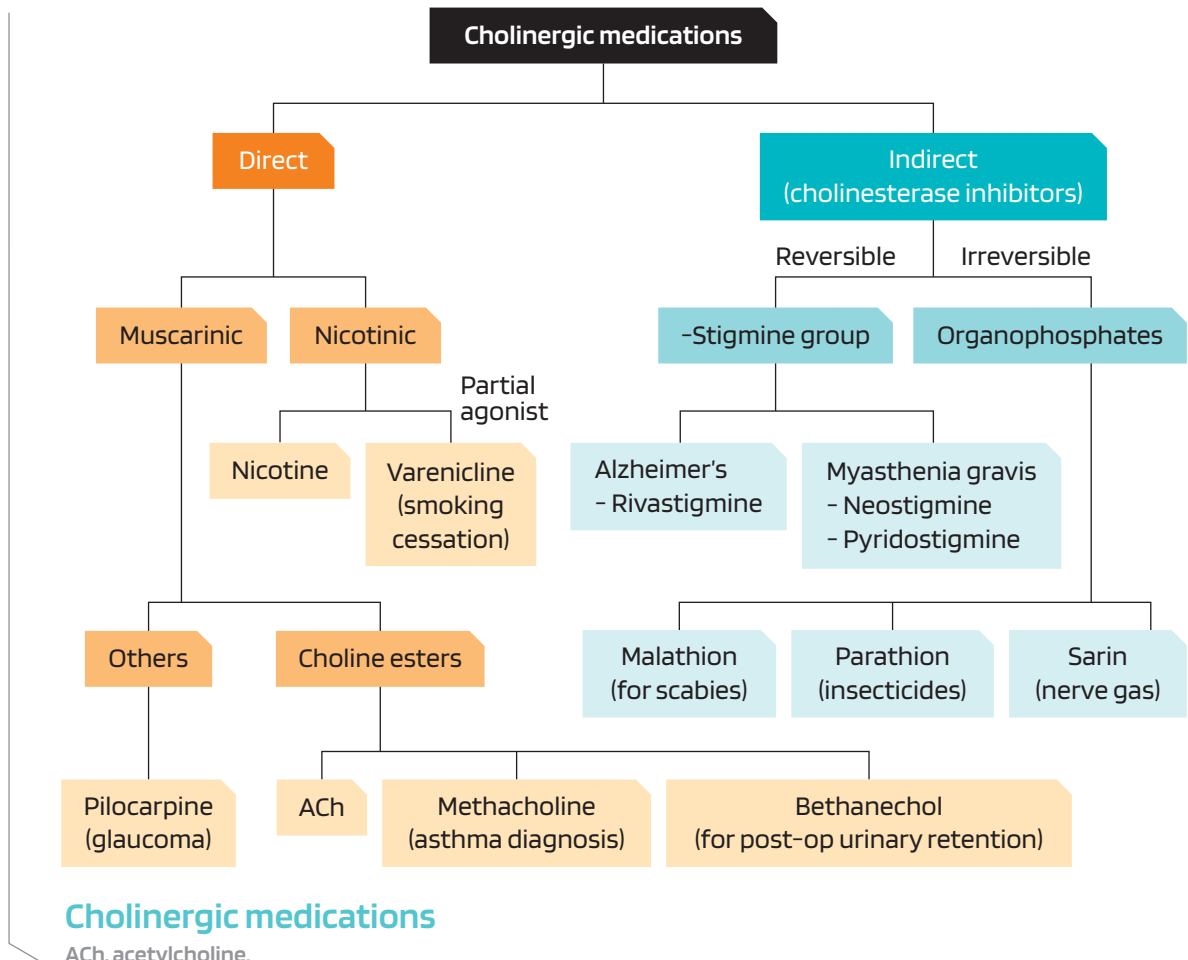 Cholinergic medications
Direct
Indirect
(cholinesterase inhibitors)
Reversible
Irreversible
Muscarinic
Nicotinic
-Stigmine group
Organophosphates
Partial
agonist
Nicotine
Varenicline
(smoking
cessation)
Alzheimer's
- Rivastigmine
Myasthenia gravis
- Neostigmine
- Pyridostigmine
Others
Choline esters
Malathion
(for scabies)
Parathion
(insecticides)
Sarin
(nerve gas)
Pilocarpine
(glaucoma)
ACh
Methacholine
(asthma diagnosis)
Bethanechol
(for post-op urinary retention)
Cholinergic medications
ACh, acetylcholine.